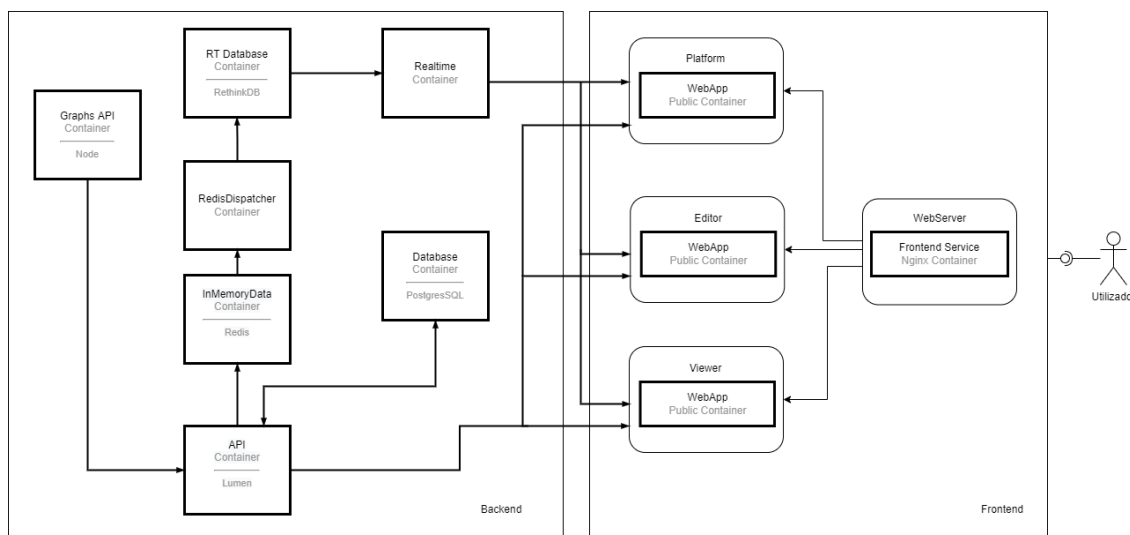 RT Database
Container
RethinkDB
Realtime
Container
Graphs API
Container
Node
RedisDispatcher
Container
Database
Container
PostgresSQL
InMemoryData
Container
Redis
API
Container
Lumen
Backend
Platform
WebApp
Public Container
Editor
WebApp
Public Container
Viewer
WebApp
Public Container
WebServer
Frontend Service
Nginx Container
Frontend
Utilizado